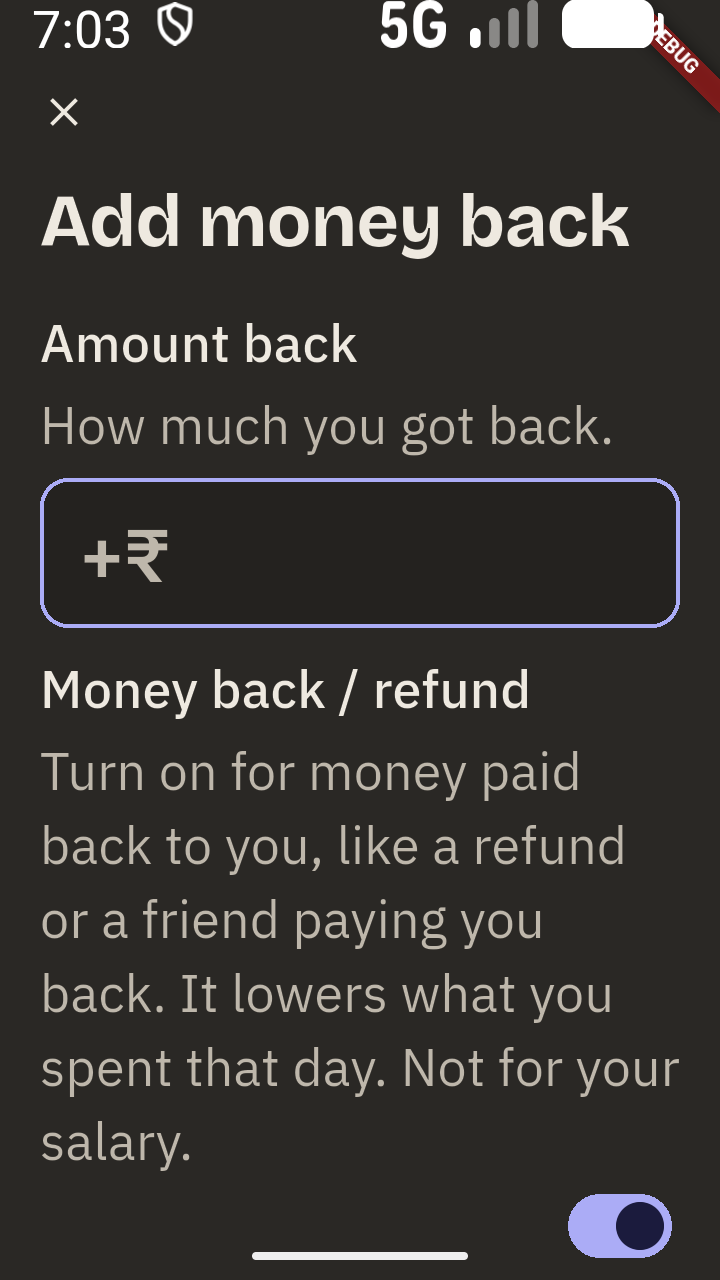 7:03 5G
DEBUG
Add money back
Amount back
How much you got back.
+₹
Money back / refund
Turn on for money paid
back to you, like a refund
or a friend paying you
back. It lowers what you
spent that day. Not for your
salary.